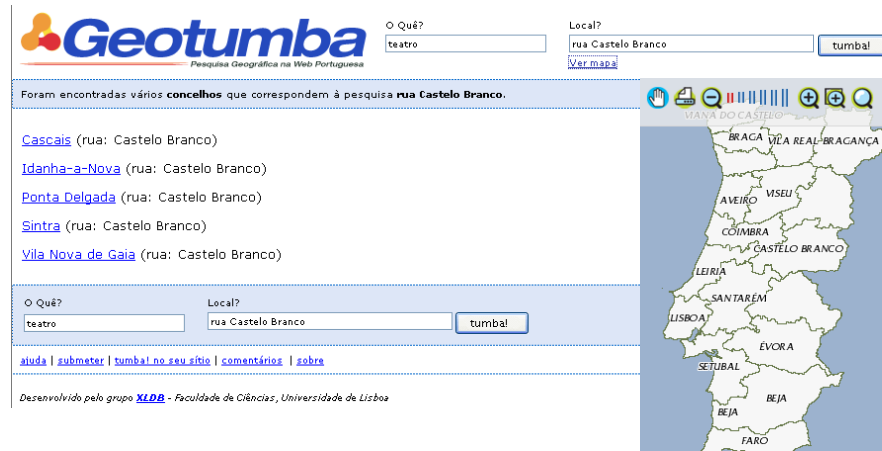 Geotumba
Pesquisa Geográfica na Web Portuguesa
O Quê?
teatro
Local?
rua Castelo Branco
tumba!
Ver mapa
Foram encontradas vários concelhos que correspondem à pesquisa rua Castelo Branco.
Cascais (rua: Castelo Branco)
Idanha-a-Nova (rua: Castelo Branco)
Ponta Delgada (rua: Castelo Branco)
Sintra (rua: Castelo Branco)
Vila Nova de Gaia (rua: Castelo Branco)
O Quê?
teatro
Local?
rua Castelo Branco
tumba!
ajuda | submeter | tumba! no seu sítio | comentários | sobre
Desenvolvido pelo grupo XLDB - Faculdade de Ciências, Universidade de Lisboa
VIANA DO CASTELO
BRAGA
VILA REAL
BRAGANÇA
AVEIRO
VISEU
COIMBRA
CASTELO BRANCO
LEIRIA
SANTARÉM
LISBOA
ÉVORA
SETUBAL
BEJA
BEJA
FARO